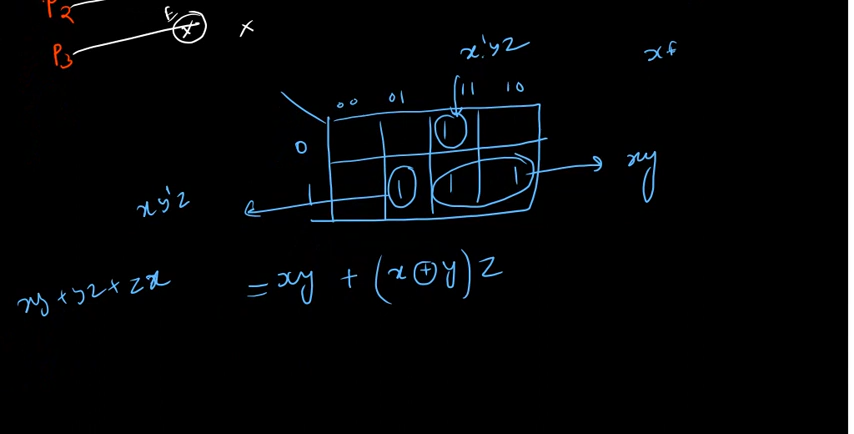 P2
P3 E x x
x'yz xf
00 01 11 10
0 1
1 1 1 1 xy
xy'z
xy + yz + zx = xy + (x ⊕ y) z